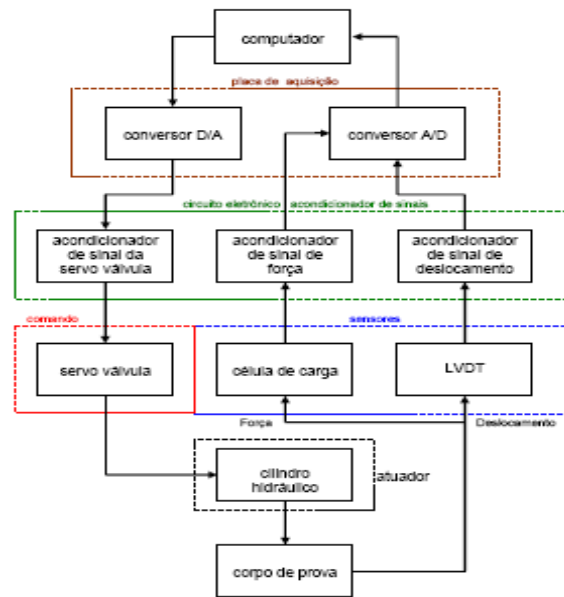 computador
placa de aquisição
conversor D/A
conversor A/D
circuito eletrônico acondicionador de sinais
acondicionador
de sinal da
servo válvula
acondicionador
de sinal de
força
acondicionador
de sinal de
deslocamento
comando
sensores
servo válvula
célula de carga
LVDT
Força
Deslocamento
cilindro
hidráulico
atuador
corpo de prova